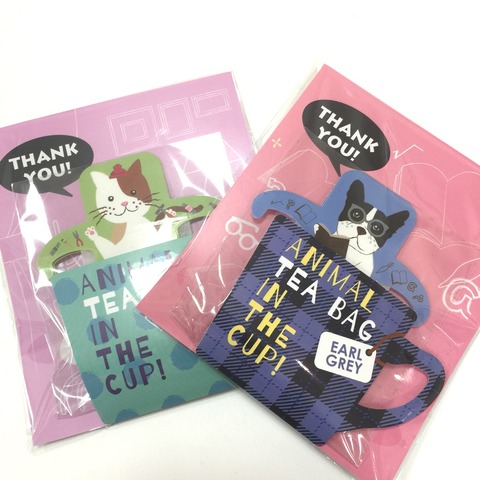 THANK
YOU!
ANIMAL
TEA
IN
THE
CUP!
THANK
YOU!
ANIMAL
TEA BAG
IN
THE
CUP!
EARL
GREY